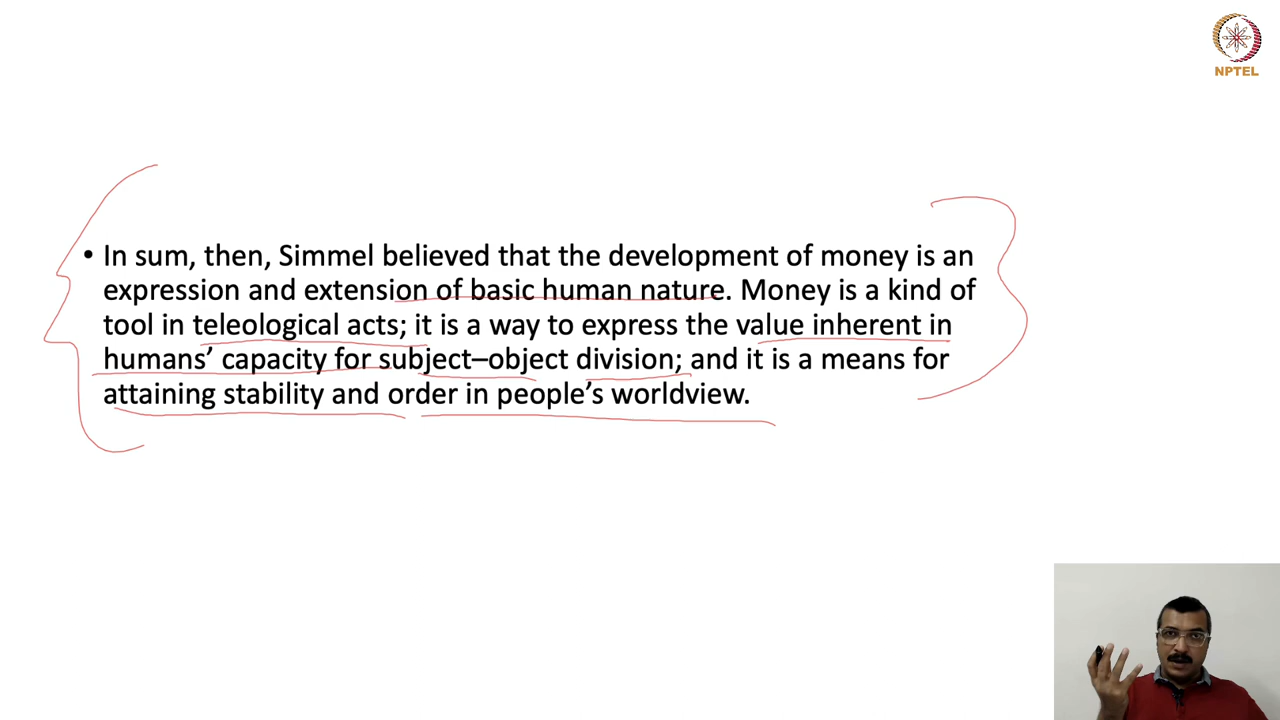 NPTEL
• In sum, then, Simmel believed that the development of money is an
expression and extension of basic human nature. Money is a kind of
tool in teleological acts; it is a way to express the value inherent in
humans’ capacity for subject–object division; and it is a means for
attaining stability and order in people’s worldview.